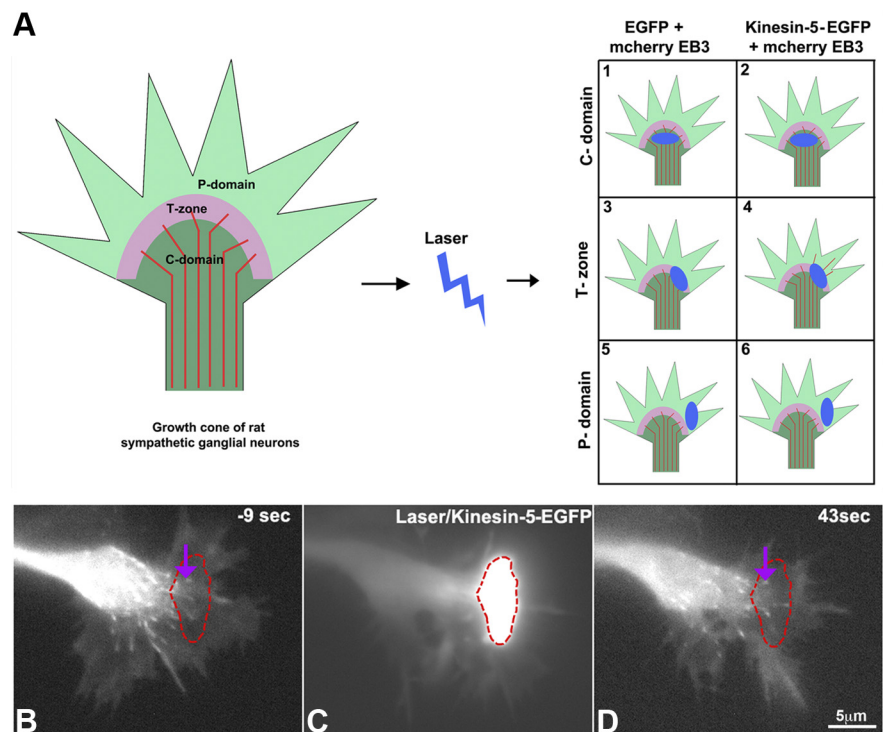 A
EGFP +
mcherry EB3
Kinesin-5-EGFP
+ mcherry EB3
P-domain
T-zone
C-domain
Laser
Growth cone of rat
sympathetic ganglial neurons
C- domain
1
2
T- zone
3
4
P- domain
5
6
-9 sec
B
Laser/Kinesin-5-EGFP
C
43sec
D
5μm